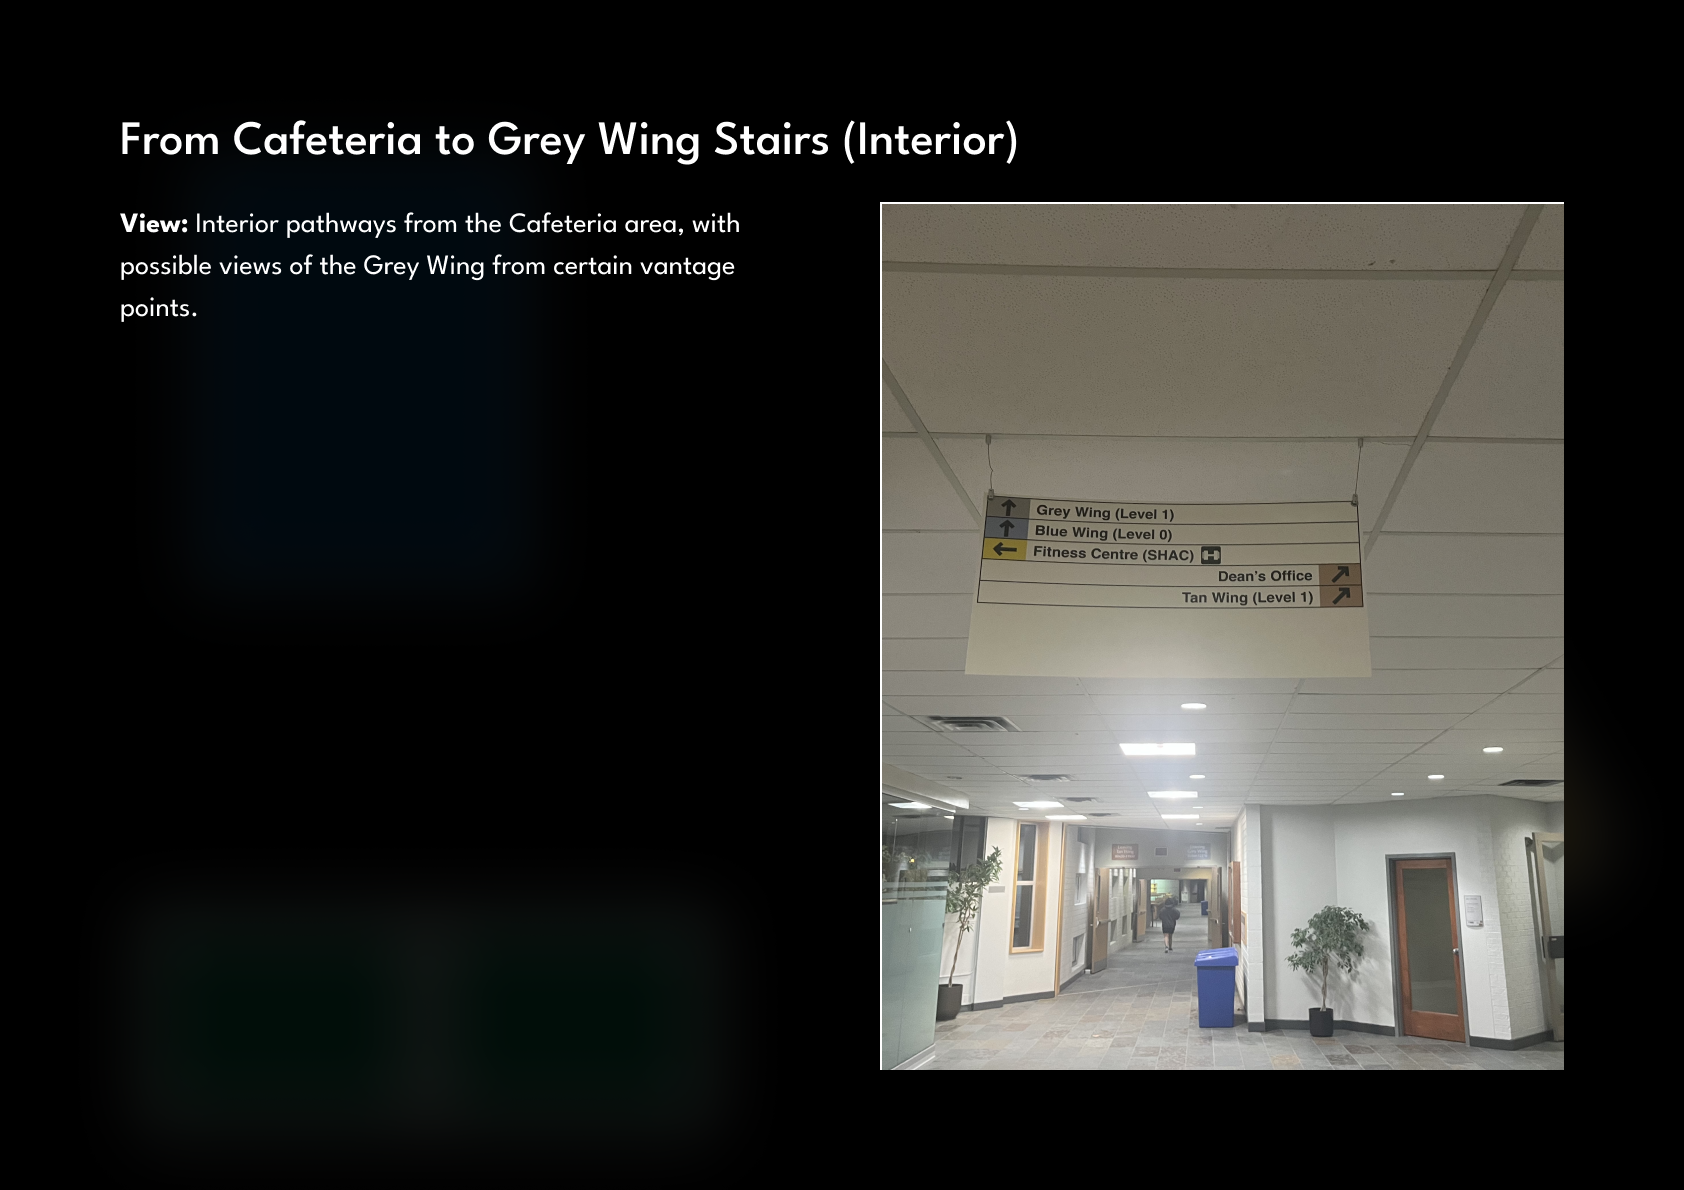 From Cafeteria to Grey Wing Stairs (Interior)
View: Interior pathways from the Cafeteria area, with
possible views of the Grey Wing from certain vantage
points.
Grey Wing (Level 1)
Blue Wing (Level 0)
Fitness Centre (SHAC)
Dean's Office
Tan Wing (Level 1)